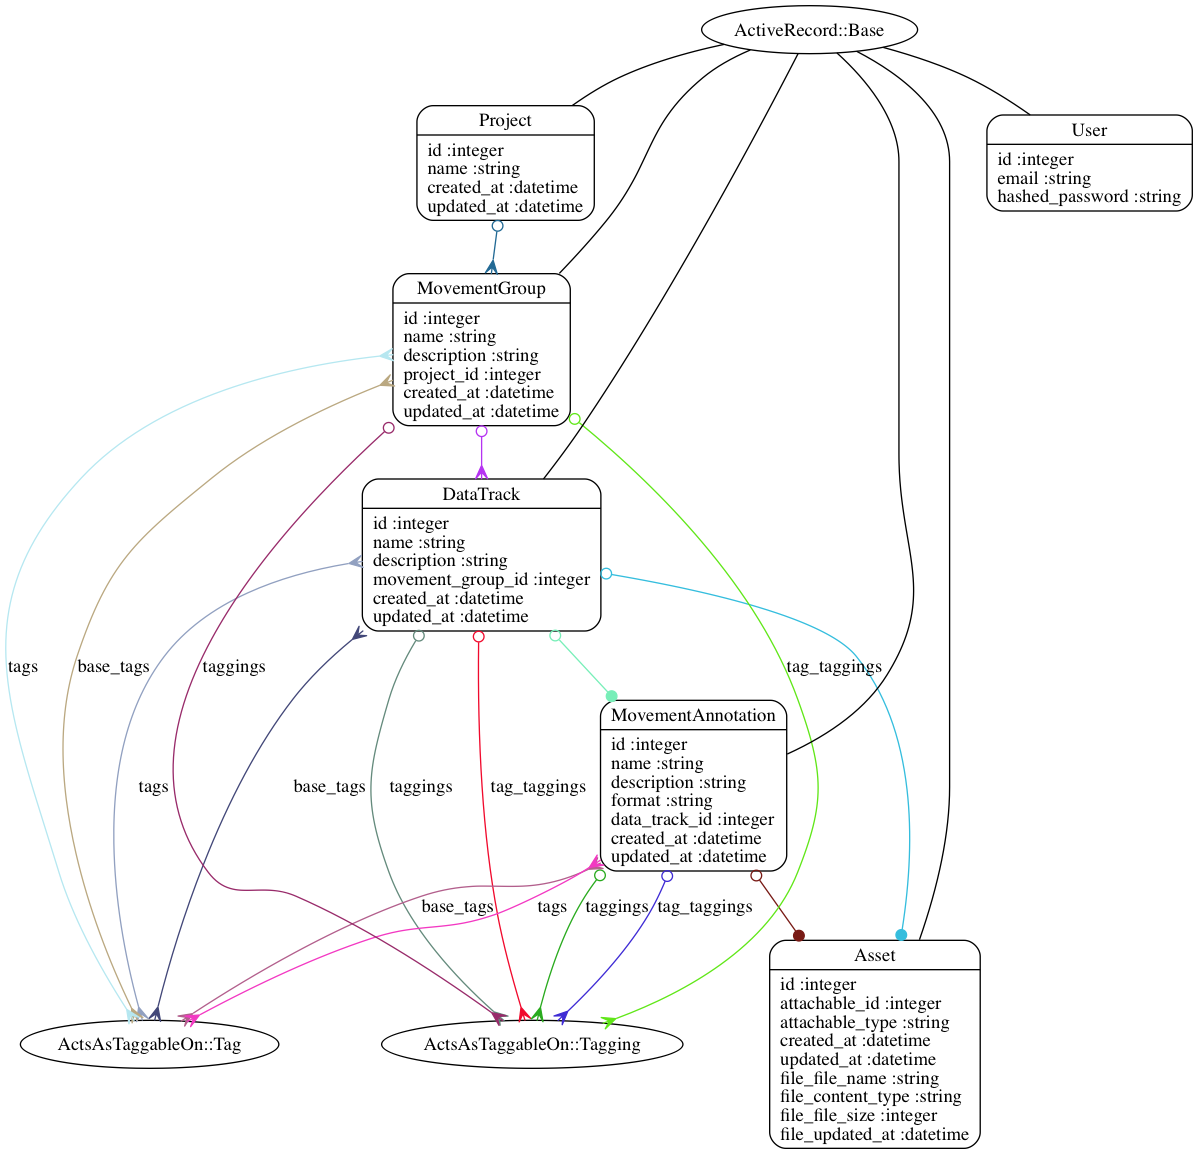 ActiveRecord::Base
Project
id :integer
name :string
created_at :datetime
updated_at :datetime
User
id :integer
email :string
hashed_password :string
MovementGroup
id :integer
name :string
description :string
project_id :integer
created_at :datetime
updated_at :datetime
DataTrack
id :integer
name :string
description :string
movement_group_id :integer
created_at :datetime
updated_at :datetime
tags
base_tags
taggings
tag_taggings
MovementAnnotation
id :integer
name :string
description :string
format :string
data_track_id :integer
created_at :datetime
updated_at :datetime
tags
base_tags
taggings
tag_taggings
base_tags
tags
taggings
tag_taggings
Asset
id :integer
attachable_id :integer
attachable_type :string
created_at :datetime
updated_at :datetime
file_file_name :string
file_content_type :string
file_file_size :integer
file_updated_at :datetime
ActsAsTaggableOn::Tag
ActsAsTaggableOn::Tagging